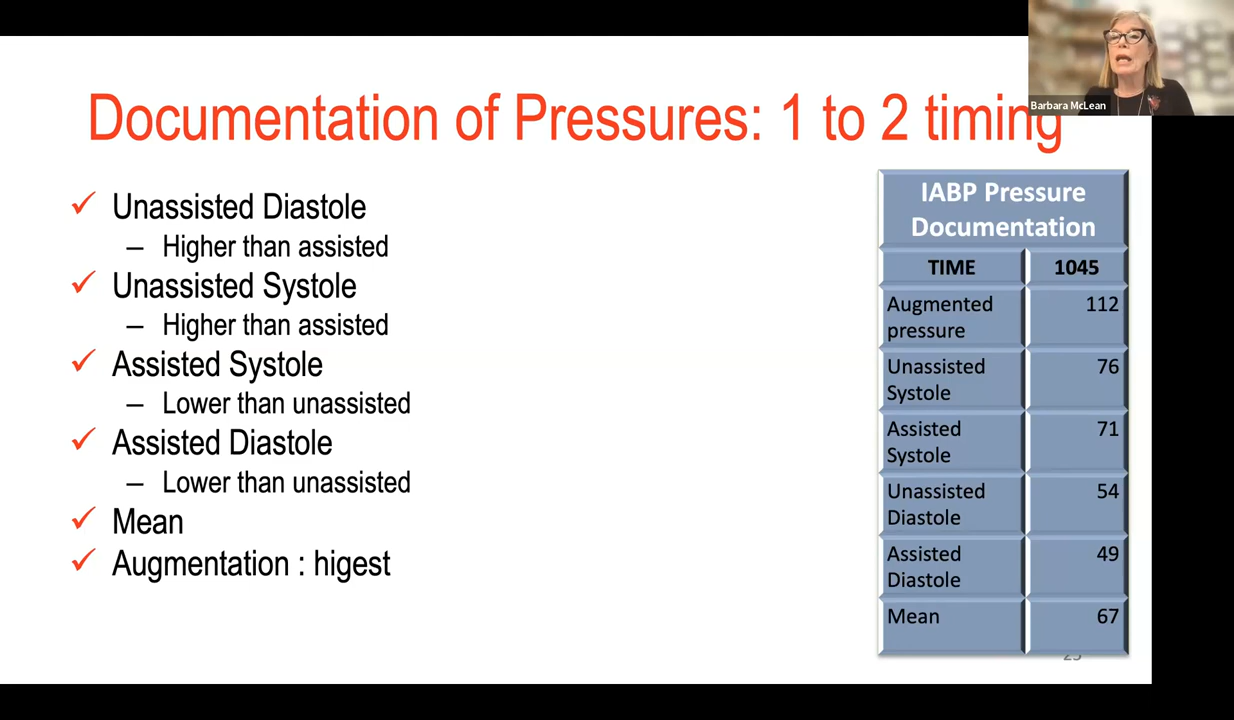 Barbara McLean
Documentation of Pressures: 1 to 2 timing
✓ Unassisted Diastole
– Higher than assisted
✓ Unassisted Systole
– Higher than assisted
✓ Assisted Systole
– Lower than unassisted
✓ Assisted Diastole
– Lower than unassisted
✓ Mean
✓ Augmentation : higest
IABP Pressure
Documentation
TIME 1045
Augmented 112
pressure
Unassisted 76
Systole
Assisted 71
Systole
Unassisted 54
Diastole
Assisted 49
Diastole
Mean 67